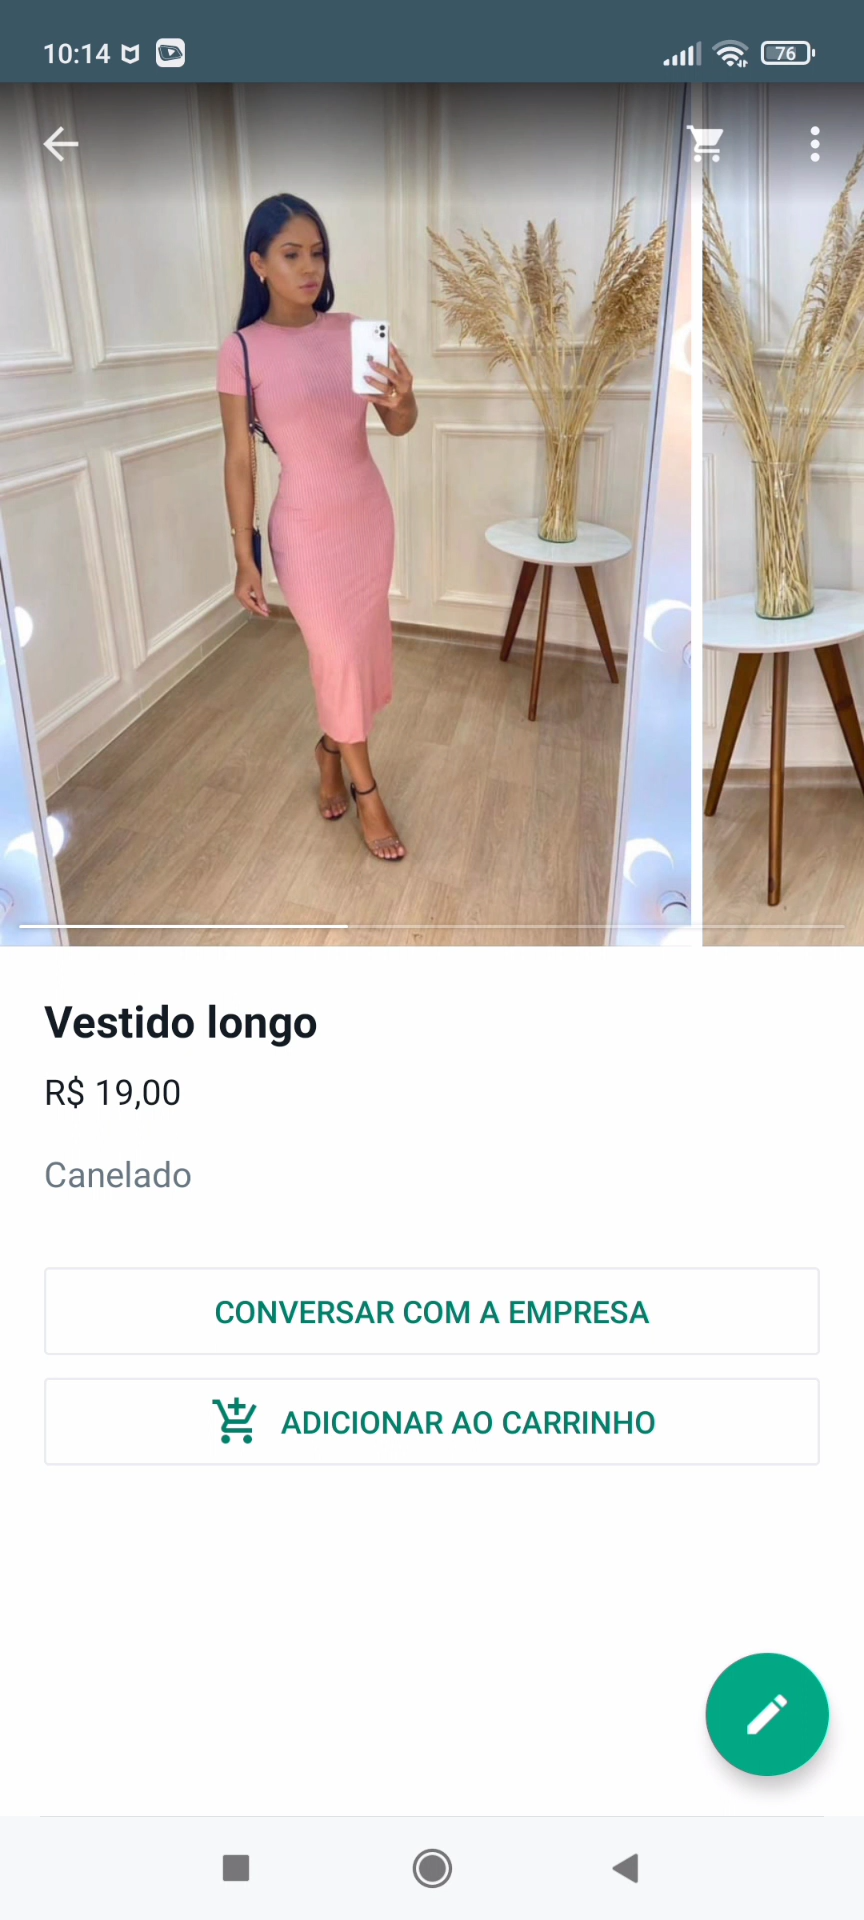 10:14
76
Vestido longo
R$ 19,00
Canelado
CONVERSAR COM A EMPRESA
ADICIONAR AO CARRINHO